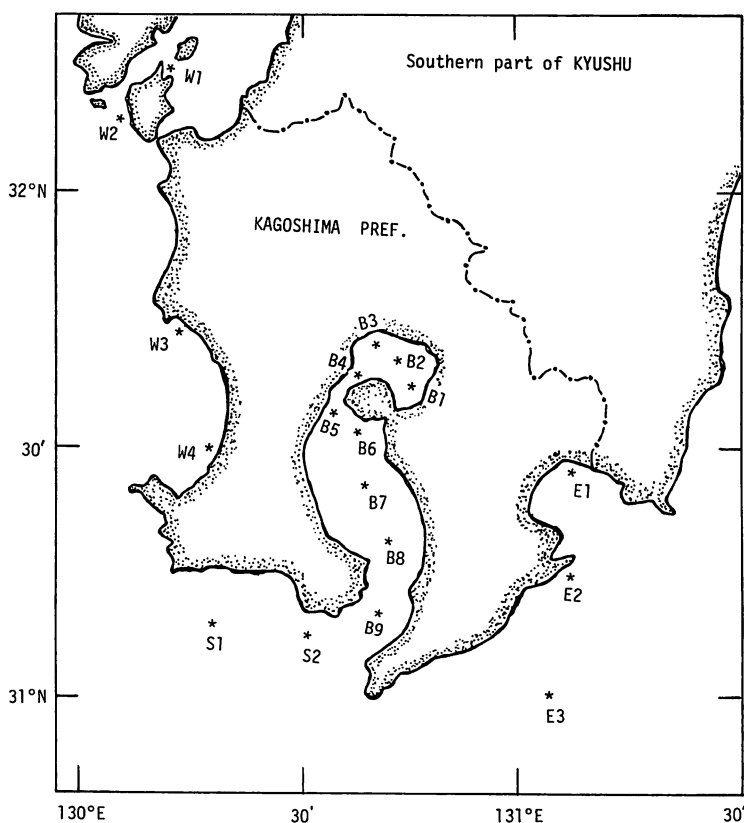 Southern part of KYUSHU
W1
W2
32°N
KAGOSHIMA PREF.
B3
W3
B4
B2
B1
B5
30'
W4
B6
E1
B7
B8
E2
B9
S1
S2
31°N
E3
130°E
30'
131°E
30'